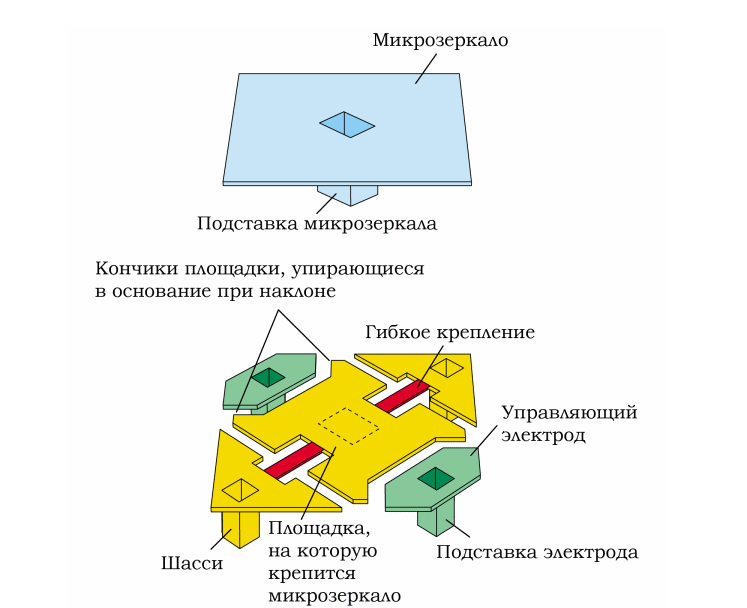 Микрозеркало
Подставка микрозеркала
Кончики площадки, упирающиеся
в основание при наклоне
Гибкое крепление
Управляющий
электрод
Площадка,
на которую
крепится
микрозеркало
Шасси
Подставка электрода